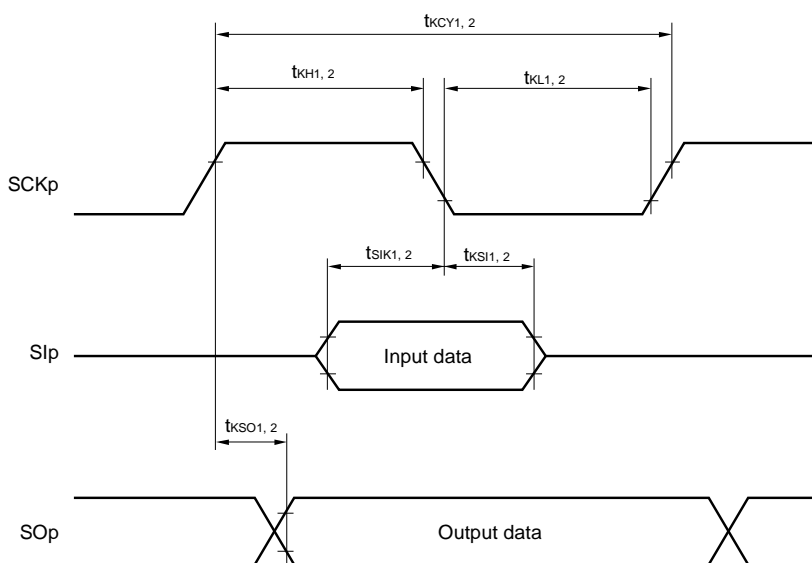 tKCY1, 2
tKH1, 2
tKL1, 2
SCKp
tSIK1, 2
tKSI1, 2
SIp
Input data
tKSO1, 2
SOp
Output data